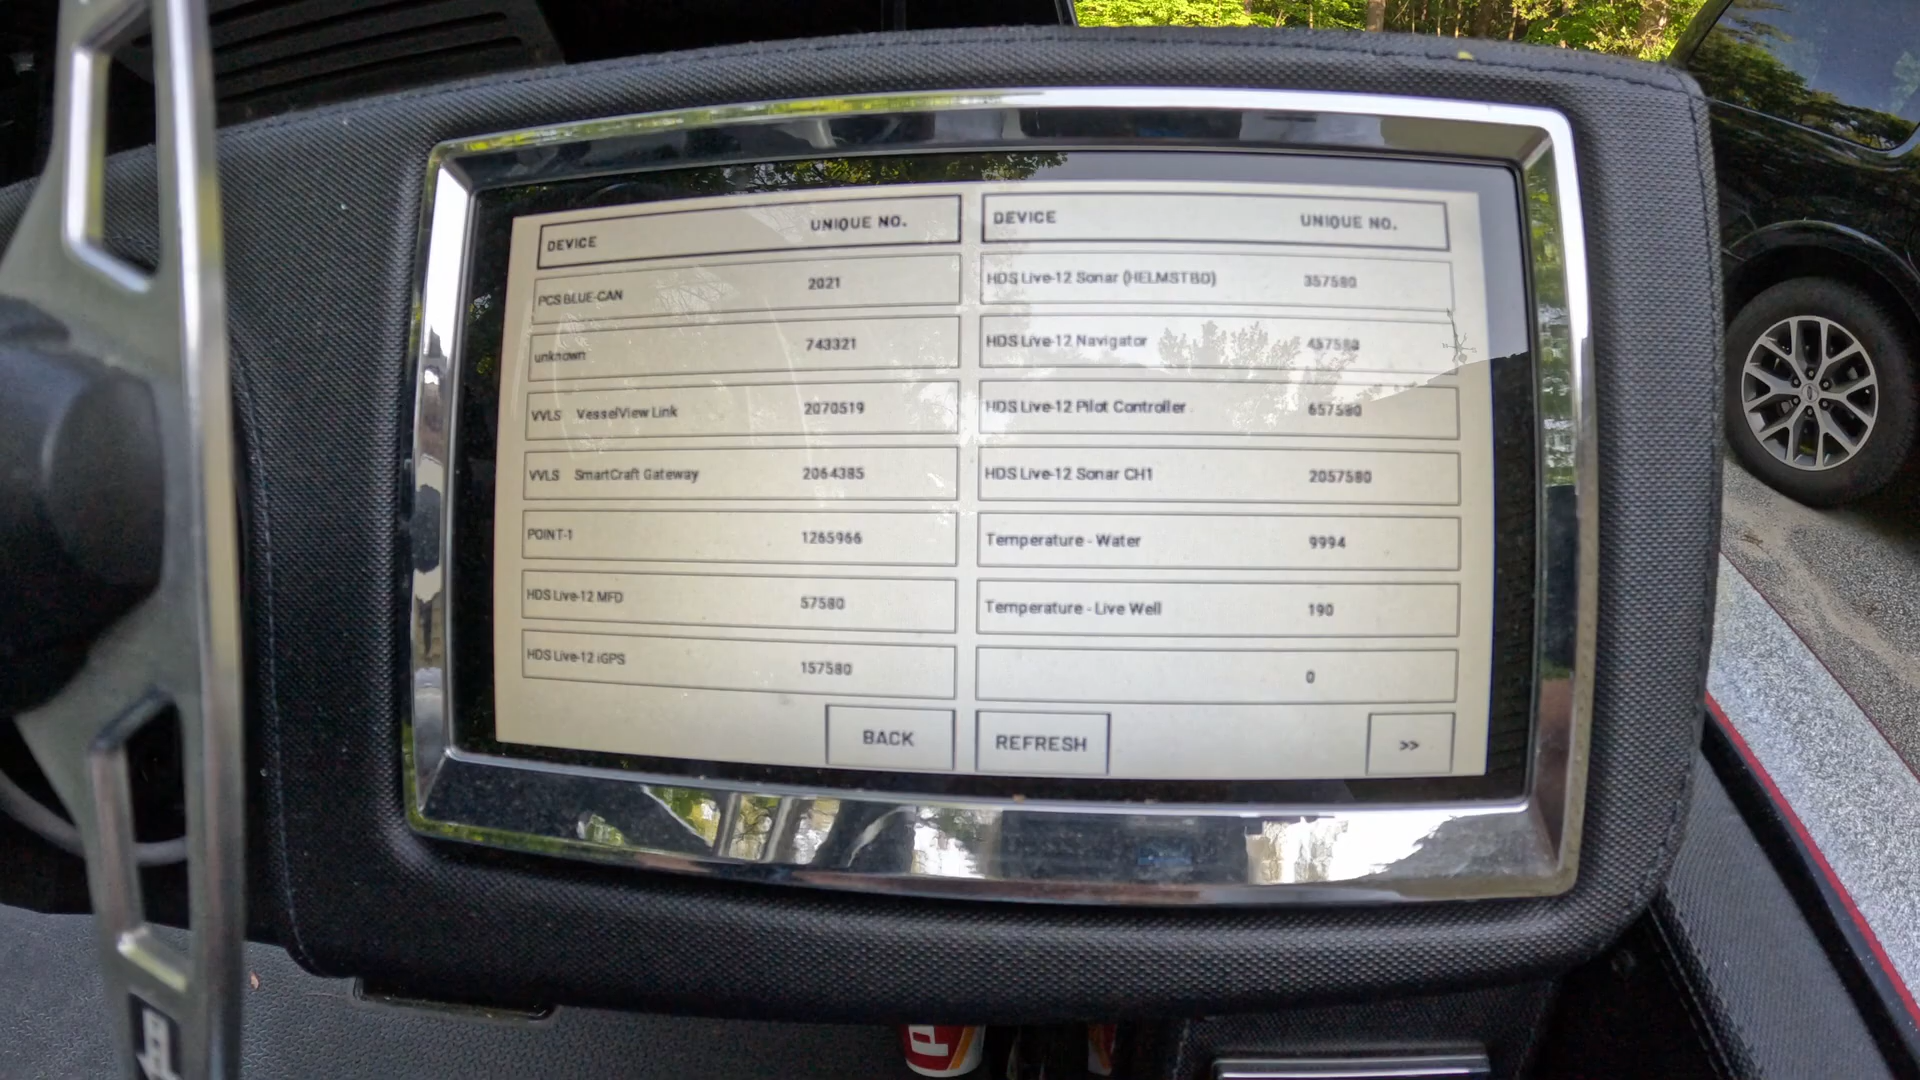 DEVICE UNIQUE NO.
PCS BLUE-CAN 2021
unknown 743321
VVLS VesselView Link 2070519
VVLS SmartCraft Gateway 2064385
POINT-1 1265966
HDS Live-12 MFD 57580
HDS Live-12 iGPS 157580
BACK
DEVICE UNIQUE NO.
HDS Live-12 Sonar (HELMSTBD) 357580
HDS Live-12 Navigator 457580
HDS Live-12 Pilot Controller 657580
HDS Live-12 Sonar CH1 2057580
Temperature - Water 9994
Temperature - Live Well 190
0
REFRESH >>